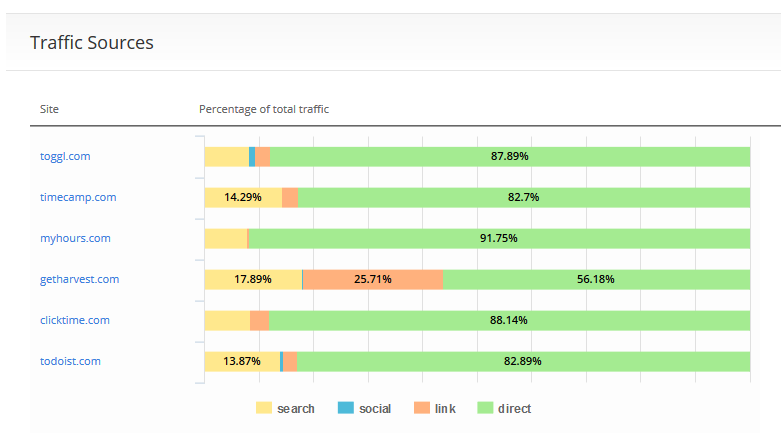 Traffic Sources
Site Percentage of total traffic
toggl.com 87.89%
timecamp.com 14.29% 82.7%
myhours.com 91.75%
getharvest.com 17.89% 25.71% 56.18%
clicktime.com 88.14%
todoist.com 13.87% 82.89%
search social link direct